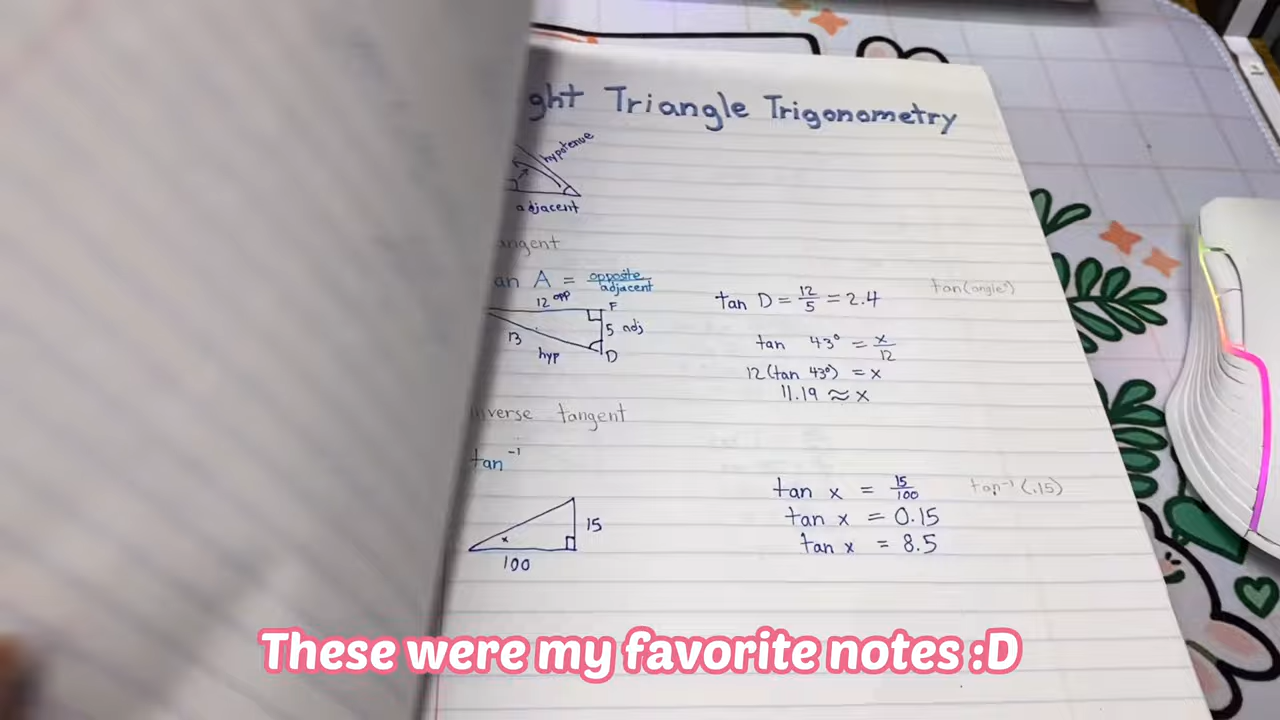 ght Triangle Trigonometry
hypotenue
adjacent
angent
an A = opposite/adjacent
12 opp
F
5 adj
13
hyp
D
tan D = 12/5 = 2.4
tan(angle°)
tan 43° = x/12
12(tan 43°) = x
11.19 ≈ x
nverse tangent
tan⁻¹
x
15
100
tan x = 15/100
tan⁻¹(.15)
tan x = 0.15
tan x = 8.5
These were my favorite notes :D